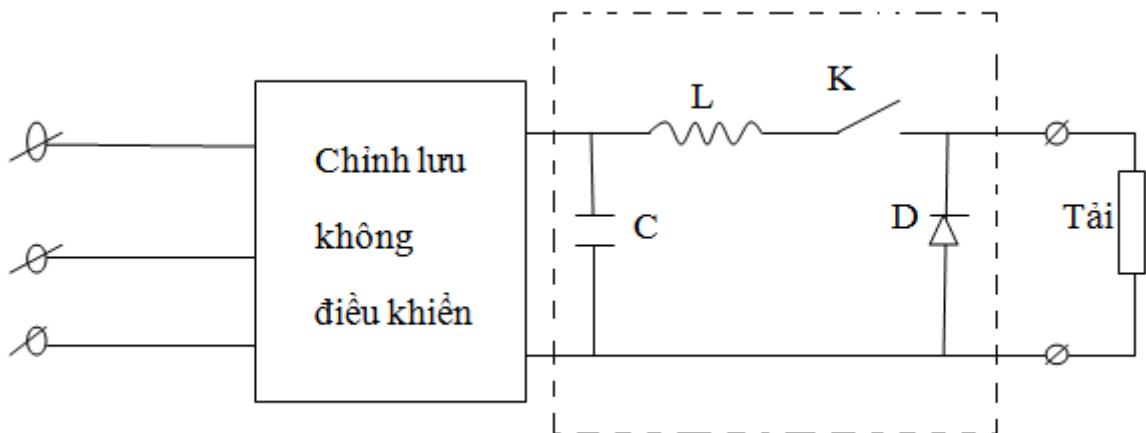 Chỉnh lưu
không
điều khiển
C
L
K
D
Tải